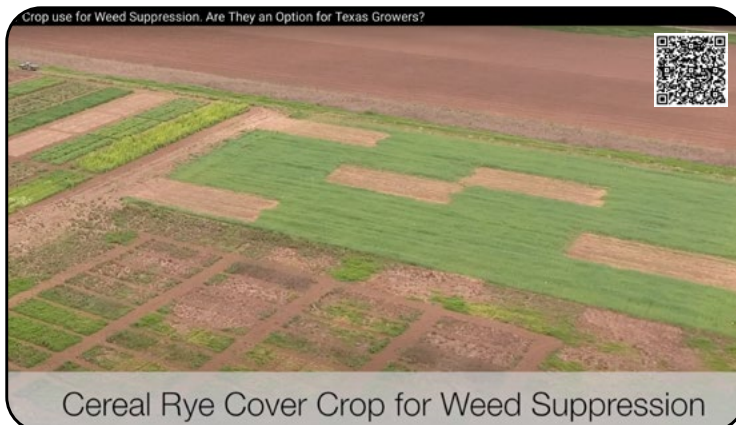 Crop use for Weed Suppression. Are They an Option for Texas Growers?
Cereal Rye Cover Crop for Weed Suppression